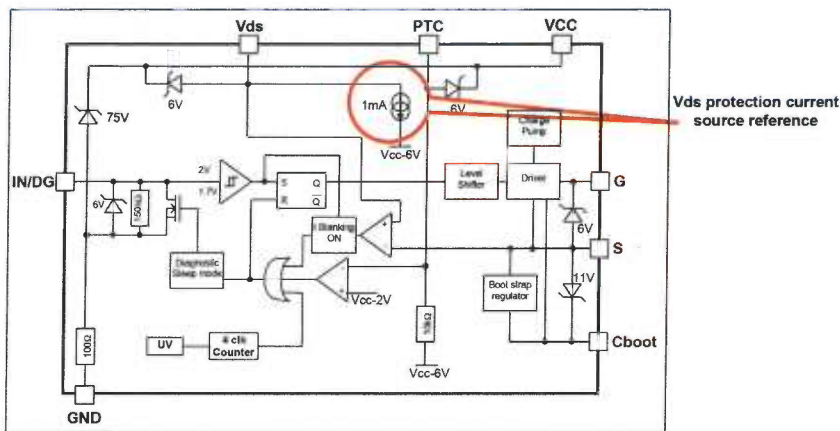 Vds
PTC
VCC
6V
1mA
6V
75V
Vds protection current
source reference
Charge
Pump
Vcc-6V
IN/DG
2V
1.7V
S
Q
R
Q
Level
Shifter
Driver
G
6V
150kΩ
6V
Blanking
ON
+
-
S
Diagnostic
Sleep mode
-
+
Vcc-2V
10kΩ
Boot strap
regulator
11V
100Ω
UV
Counter
Vcc-6V
Cboot
GND